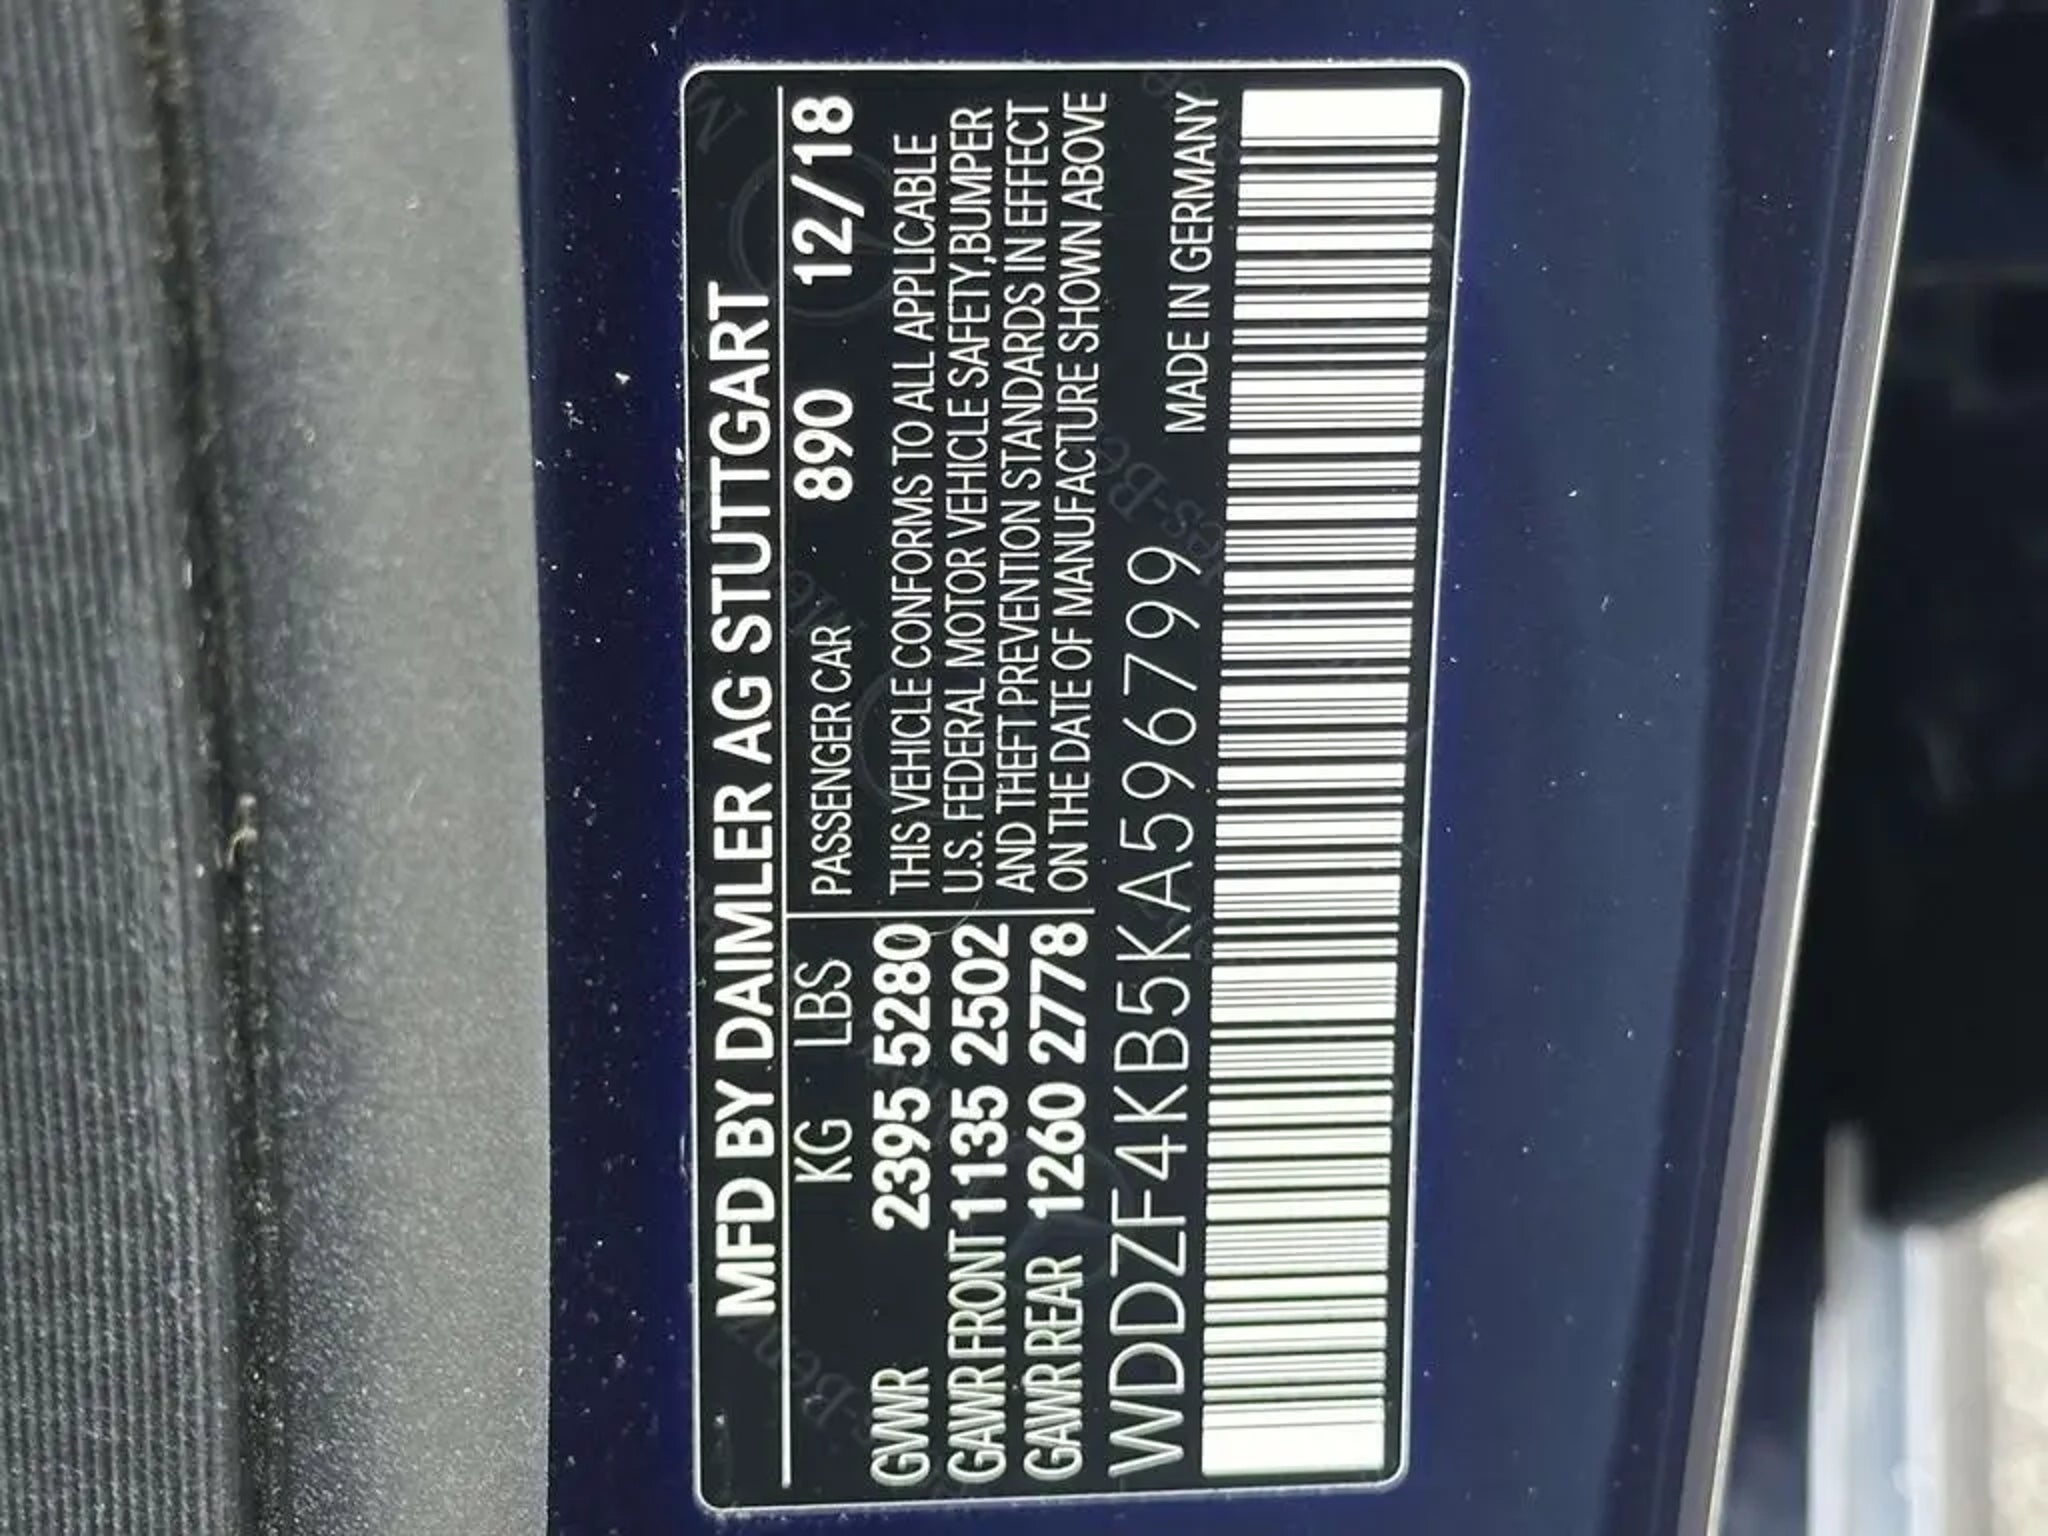 MFD BY DAIMLER AG STUTTGART
KG LBS PASSENGER CAR 890 12/18
GVWR 2395 5280 THIS VEHICLE CONFORMS TO ALL APPLICABLE
GAWR FRONT 1135 2502 U.S. FEDERAL MOTOR VEHICLE SAFETY,BUMPER
AND THEFT PREVENTION STANDARDS IN EFFECT
GAWR REAR 1260 2778 ON THE DATE OF MANUFACTURE SHOWN ABOVE
WDDZF4KB5KA596799 MADE IN GERMANY